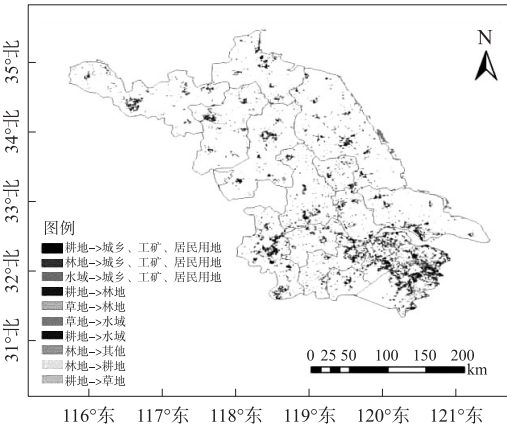 N
35°北
34°北
33°北
32°北
31°北
图例
耕地->城乡、工矿、居民用地
林地->城乡、工矿、居民用地
水域->城乡、工矿、居民用地
耕地->林地
草地->林地
草地->水域
耕地->水域
林地->其他
林地->耕地
耕地->草地
0 25 50 100 150 200
km
116°东 117°东 118°东 119°东 120°东 121°东